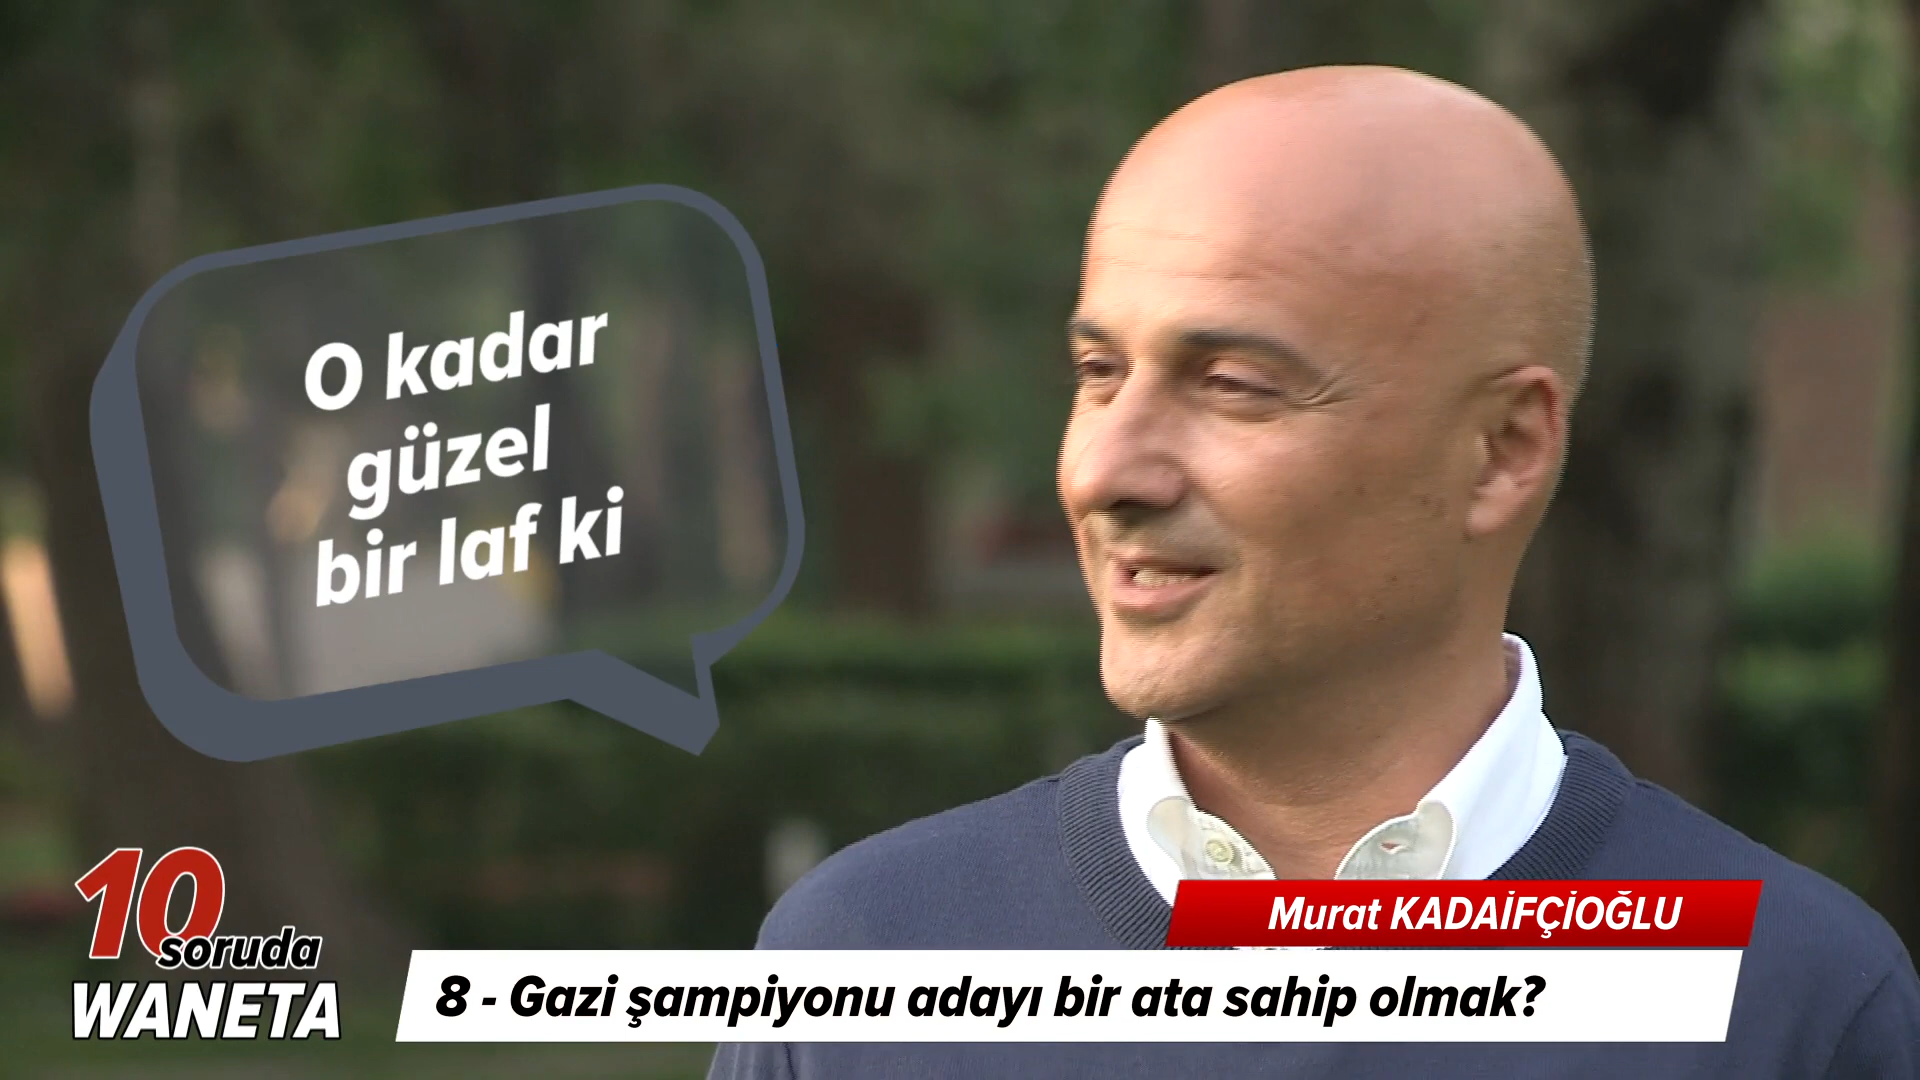 O kadar
güzel
bir laf ki
10
soruda
WANETA
Murat KADAİFÇİOĞLU
8 - Gazi şampiyonu adayı bir ata sahip olmak?